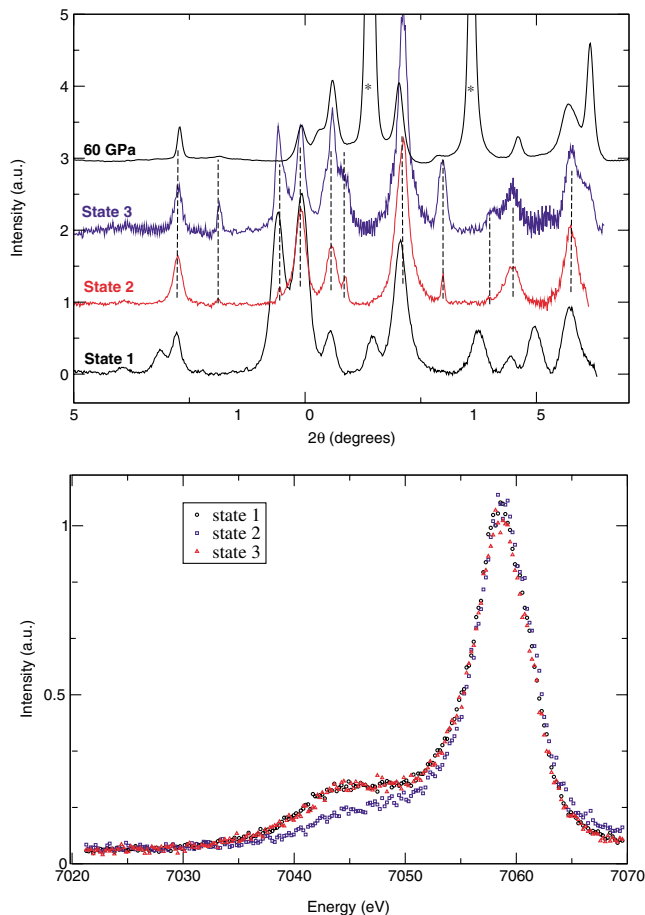 5
4
3
2
1
0
Intensity (a.u.)
60 GPa
State 3
State 2
State 1
*
*
5 1 0 1 5
2θ (degrees)
1
0.5
0
Intensity (a.u.)
state 1
state 2
state 3
7020 7030 7040 7050 7060 7070
Energy (eV)